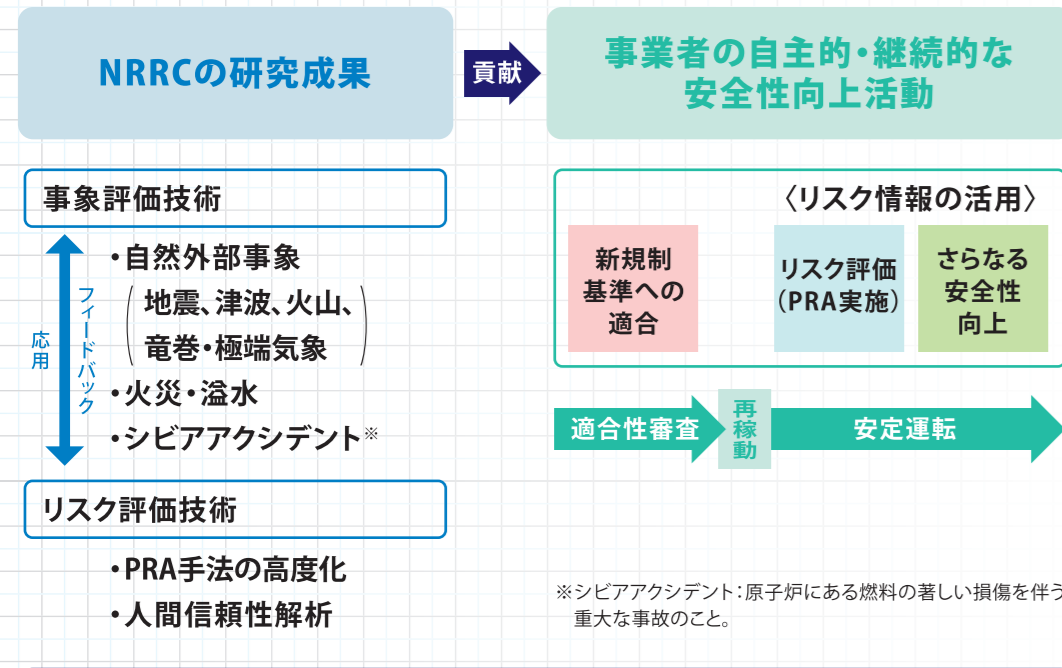 NRRCの研究成果
貢献
事業者の自主的・継続的な
安全性向上活動
事象評価技術
・自然外部事象
(地震、津波、火山、
竜巻・極端気象)
・火災・溢水
・シビアアクシデント※
応用
フィードバック
リスク評価技術
・PRA手法の高度化
・人間信頼性解析
〈リスク情報の活用〉
新規制
基準への
適合
リスク評価
(PRA実施)
さらなる
安全性
向上
適合性審査
再稼動
安定運転
※シビアアクシデント:原子炉にある燃料の著しい損傷を伴う
重大な事故のこと。